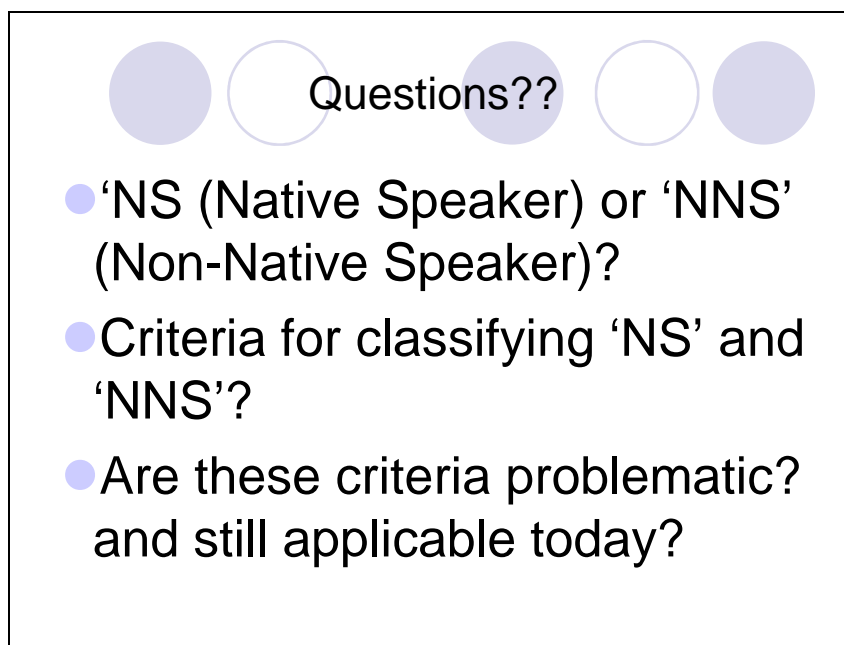 Questions??
‘NS (Native Speaker) or ‘NNS’
(Non-Native Speaker)?
Criteria for classifying ‘NS’ and
‘NNS’?
Are these criteria problematic?
and still applicable today?